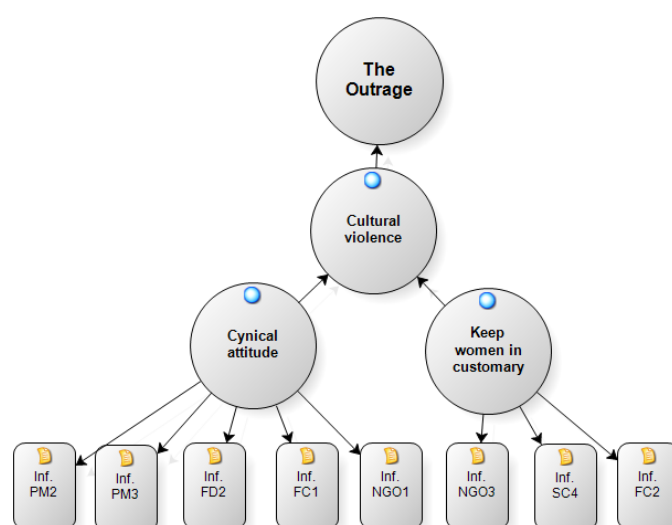 The
Outrage
Cultural
violence
Cynical
attitude
Keep
women in
customary
Inf.
PM2
Inf.
PM3
Inf.
FD2
Inf.
FC1
Inf.
NGO1
Inf.
NGO3
Inf.
SC4
Inf.
FC2